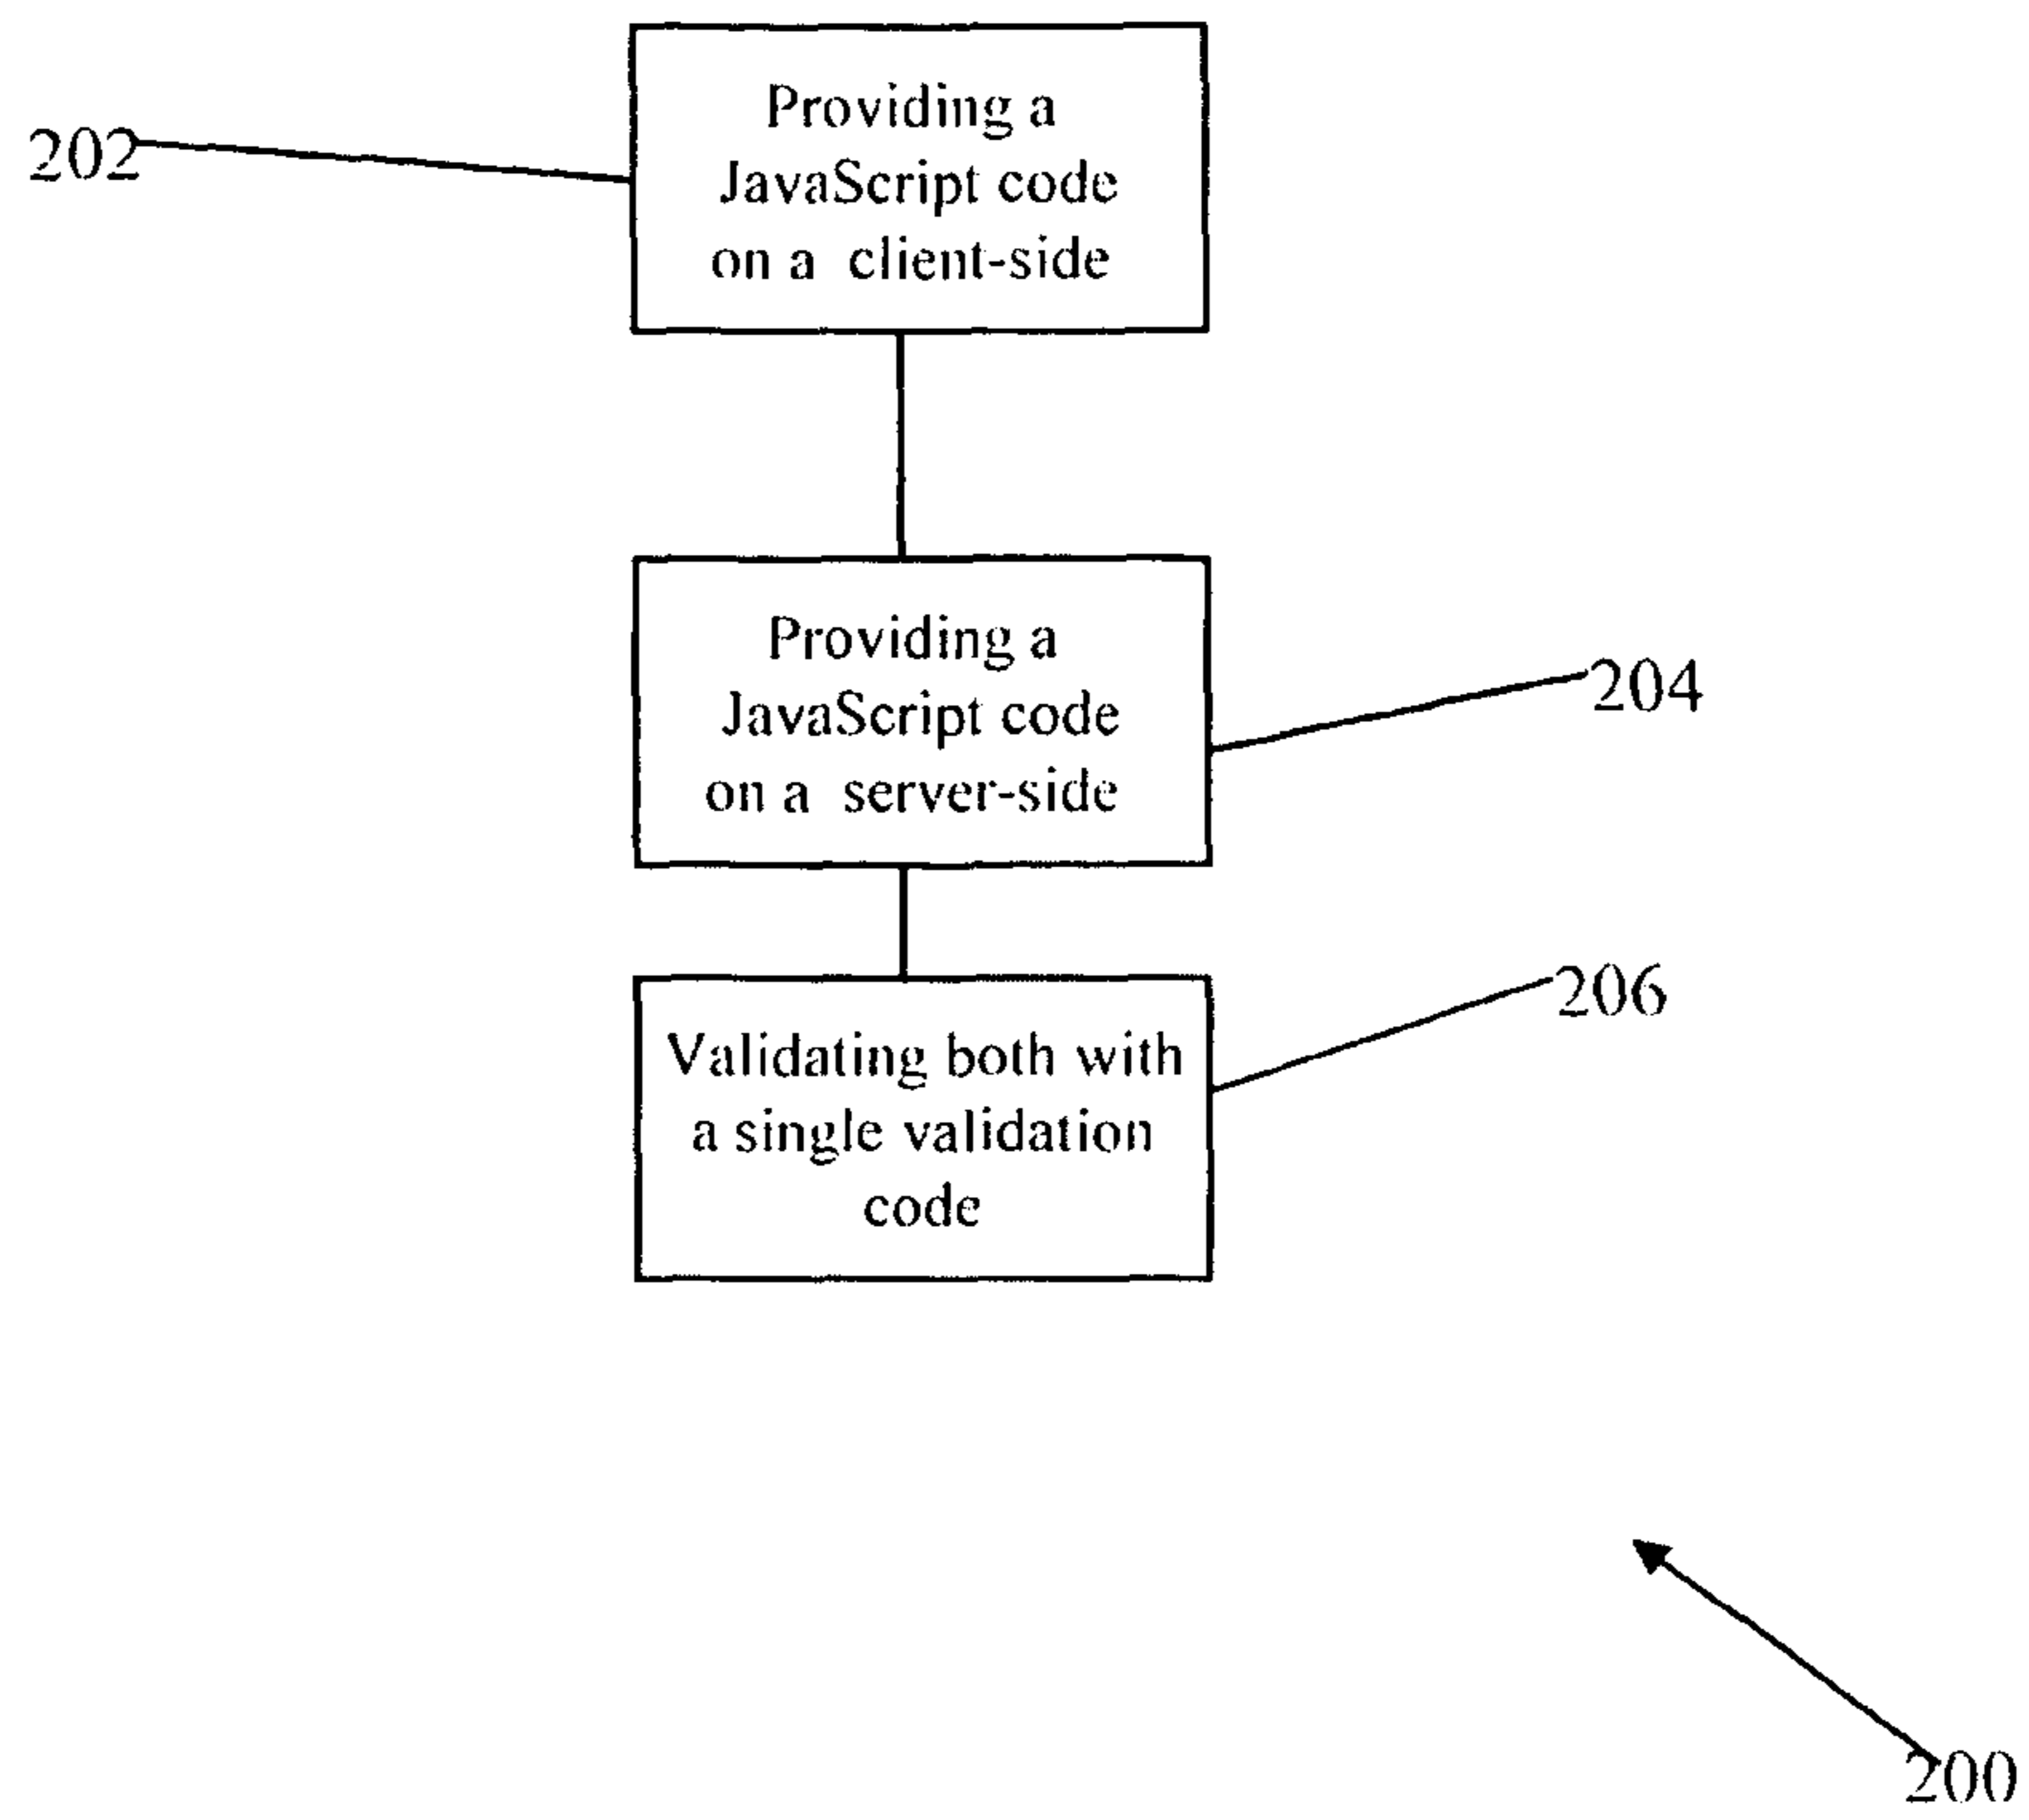 Providing a
JavaScript code
on a client-side
202
Providing a
JavaScript code
on a server-side
204
Validating both with
a single validation
code
206
200